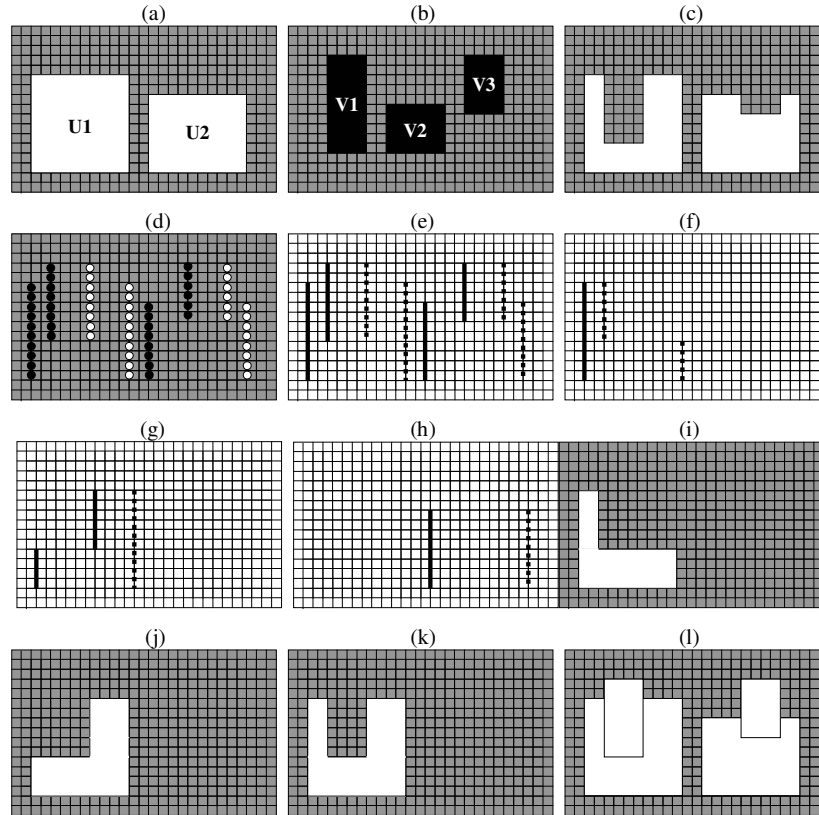 (a) (b) (c)
U1 U2 V1 V2 V3
(d) (e) (f)
(g) (h) (i)
(j) (k) (l)